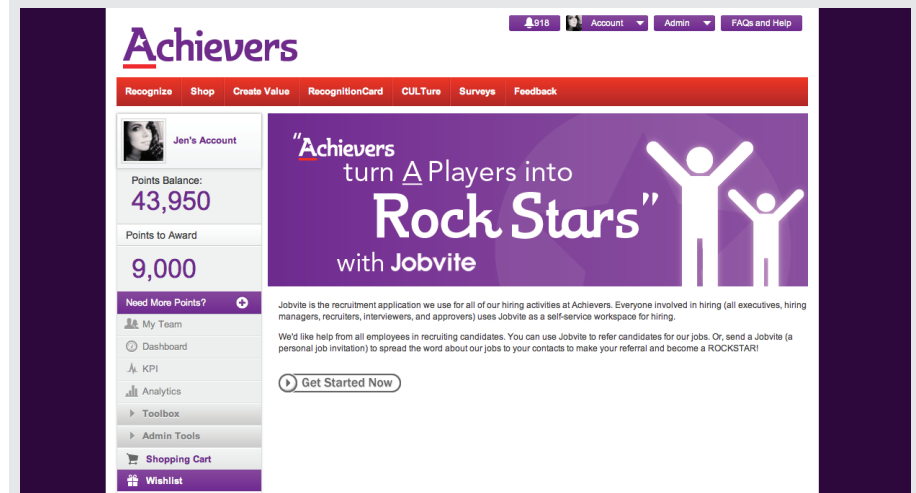 Achievers
918
Account
Admin
FAQs and Help
Recognize Shop Create Value RecognitionCard CULTure Surveys Feedback
Jen's Account
Points Balance:
43,950
Points to Award
9,000
Need More Points?
My Team
Dashboard
KPI
Analytics
Toolbox
Admin Tools
Shopping Cart
Wishlist
"Achievers
turn A Players into
Rock Stars"
with Jobvite
Jobvite is the recruitment application we use for all of our hiring activities at Achievers. Everyone involved in hiring (all executives, hiring
managers, recruiters, interviewers, and approvers) uses Jobvite as a self-service workspace for hiring.
We'd like help from all employees in recruiting candidates. You can use Jobvite to refer candidates for our jobs. Or, send a Jobvite (a
personal job invitation) to spread the word about our jobs to your contacts to make your referral and become a ROCKSTAR!
Get Started Now